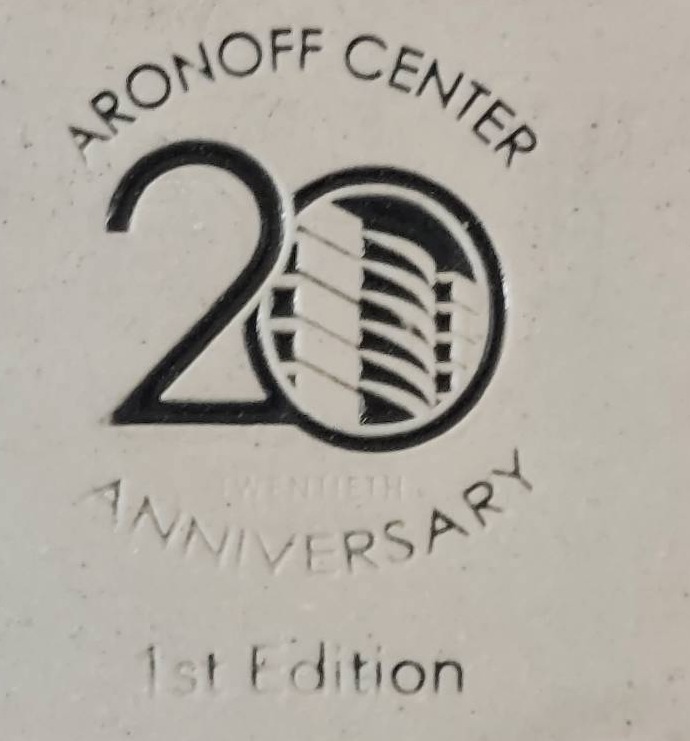 ARONOFF CENTER
20
TWENTIETH
ANNIVERSARY
1st Edition